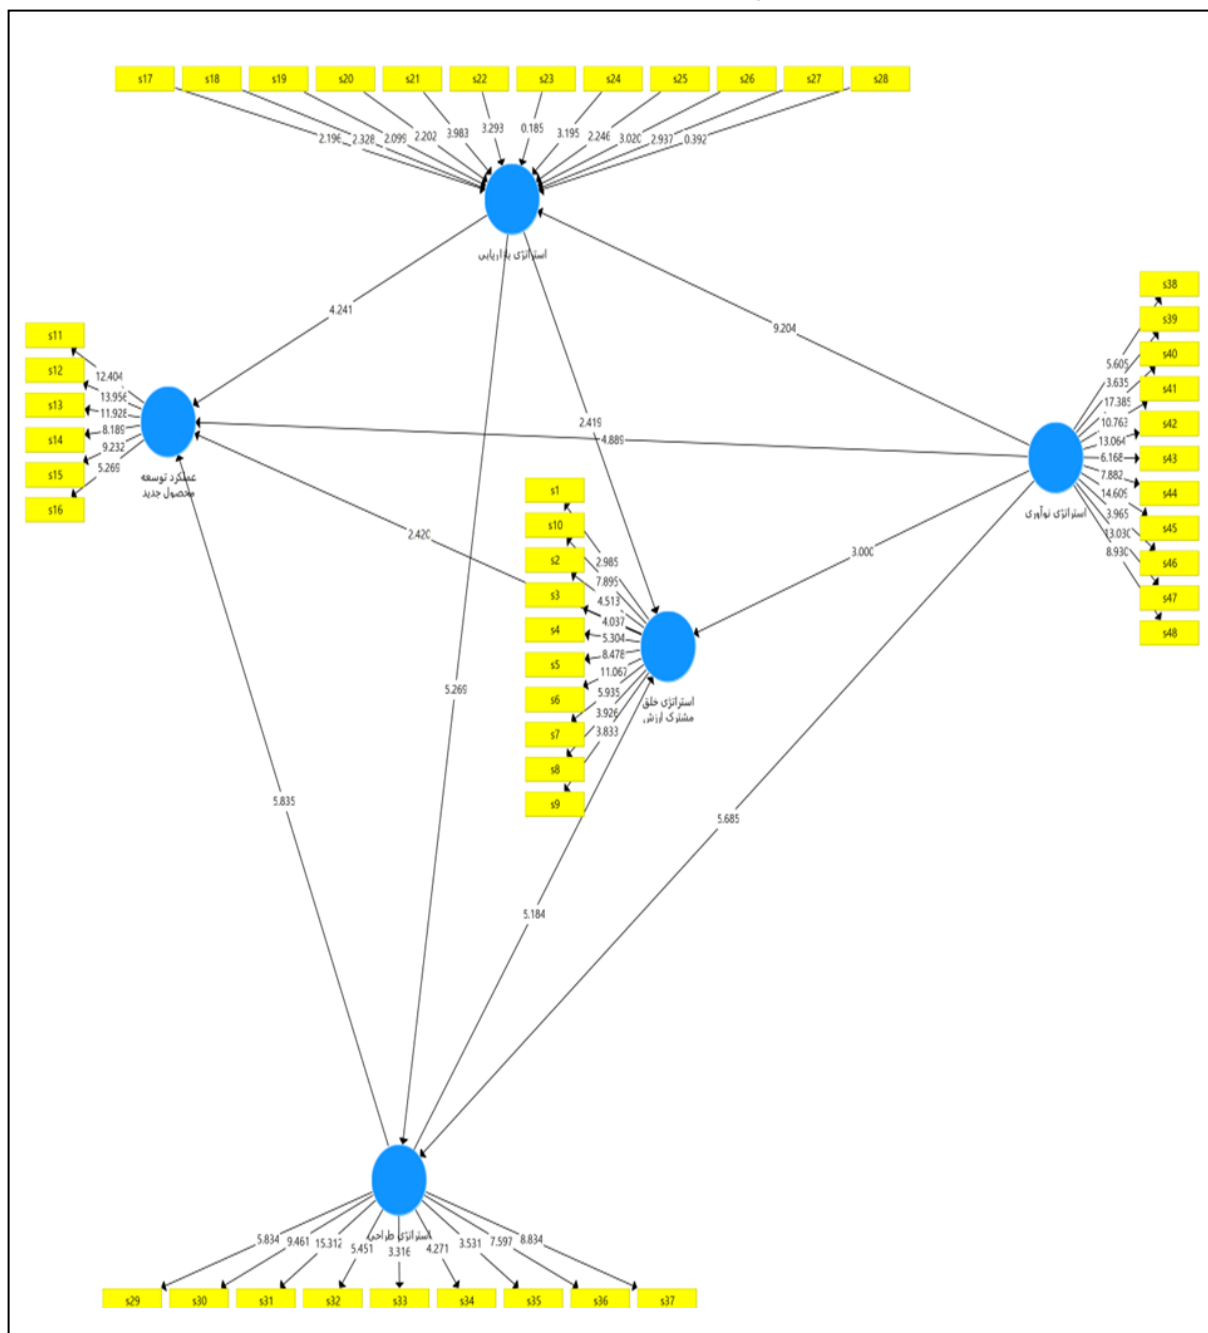 s17 s18 s19 s20 s21 s22 s23 s24 s25 s26 s27 s28
2.196 2.328 2.099 2.202 3.983 3.293 0.185 3.195 2.246 3.020 2.937 0.392
استراتژی بازاریابی
4.241
9.204
2.419
4.889
2.420
3.000
5.269
5.835
5.184
5.685
s11
s12
s13
s14
s15
s16
12.404
13.956
11.928
8.189
9.232
5.269
عملکرد توسعه
محصول جدید
s38
s39
s40
s41
s42
s43
s44
s45
s46
s47
s48
5.605
3.635
17.385
10.763
13.064
6.168
7.882
14.609
3.965
13.030
8.930
استراتژی نوآوری
s1
s10
s2
s3
s4
s5
s6
s7
s8
s9
2.985
7.895
4.513
4.037
5.304
8.478
11.067
5.935
3.926
3.833
استراتژی خلق
مشترک ارزش
استراتژی طراحی
5.834 9.461 15.312 5.451 3.316 4.271 3.531 7.597 8.834
s29 s30 s31 s32 s33 s34 s35 s36 s37